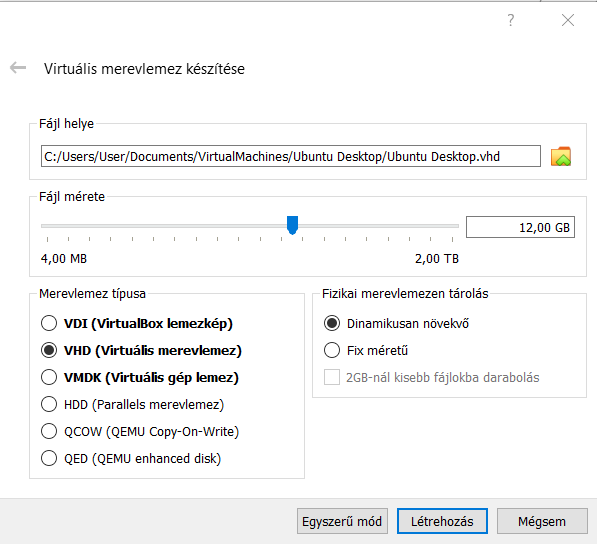 ?
Virtuális merevlemez készítése
Fájl helye
C:/Users/User/Documents/VirtualMachines/Ubuntu Desktop/Ubuntu Desktop.vhd
Fájl mérete
12,00 GB
4,00 MB
2,00 TB
Merevlemez típusa
VDI (VirtualBox lemezkép)
VHD (Virtuális merevlemez)
VMDK (Virtuális gép lemez)
HDD (Parallels merevlemez)
QCOW (QEMU Copy-On-Write)
QED (QEMU enhanced disk)
Fizikai merevlemezen tárolás
Dinamikusan növekvő
Fix méretű
2GB-nál kisebb fájlokba darabolás
Egyszerű mód
Létrehozás
Mégsem